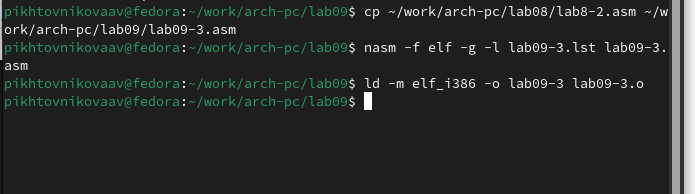 pikhtovnikovaav@fedora:~/work/arch-pc/lab09$ cp ~/work/arch-pc/lab08/lab8-2.asm ~/w
ork/arch-pc/lab09/lab09-3.asm
pikhtovnikovaav@fedora:~/work/arch-pc/lab09$ nasm -f elf -g -l lab09-3.lst lab09-3.
asm
pikhtovnikovaav@fedora:~/work/arch-pc/lab09$ ld -m elf_i386 -o lab09-3 lab09-3.o
pikhtovnikovaav@fedora:~/work/arch-pc/lab09$